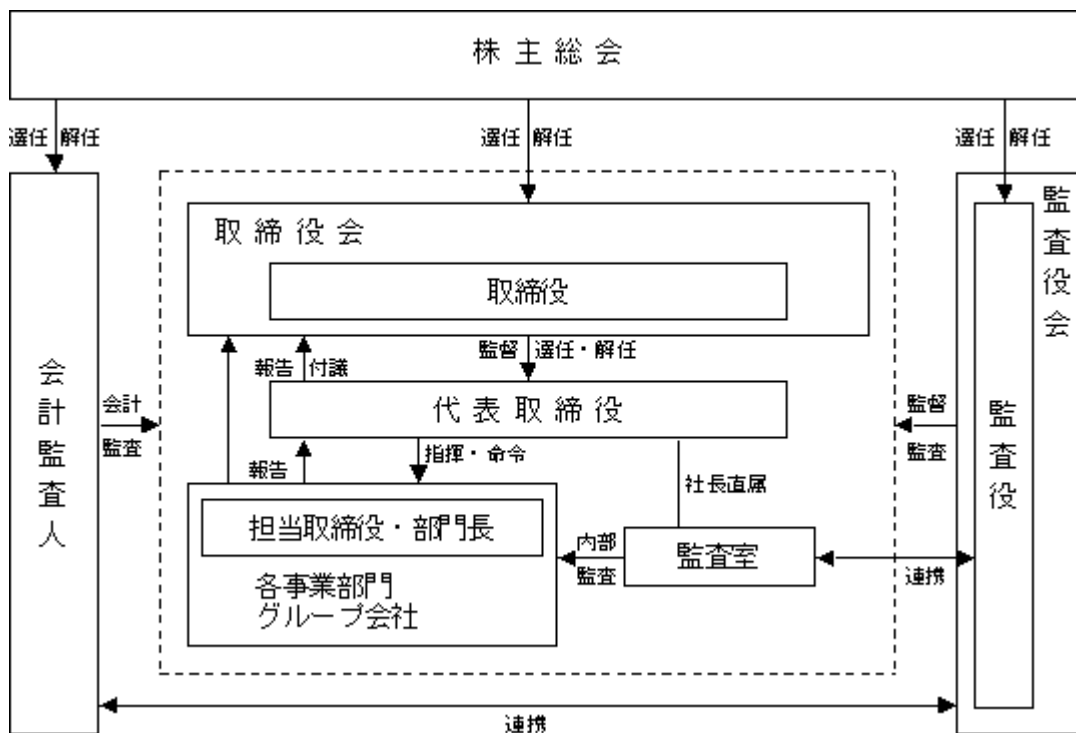 株主総会
選任 解任
選任 解任
選任 解任
会計監査人
監査役会
監査役
取締役会
取締役
報告 付議
監督 選任・解任
代表取締役
会計
監査
監督
監査
報告
指揮・命令
社長直属
担当取締役・部門長
各事業部門
グループ会社
内部
監査
監査室
連携
連携